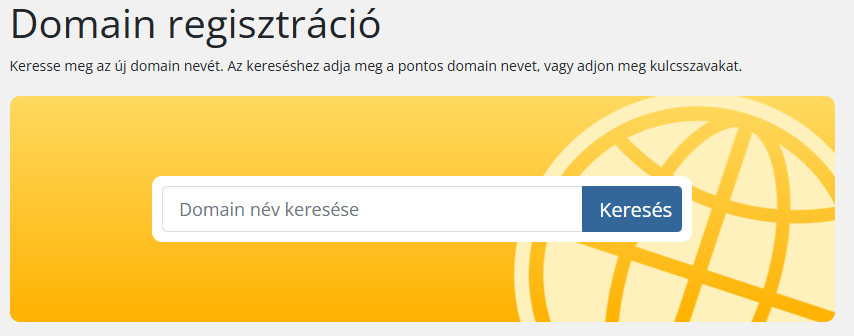 Domain regisztráció
Keresse meg az új domain nevét. Az kereséshez adja meg a pontos domain nevet, vagy adjon meg kulcsszavakat.
Domain név keresése
Keresés